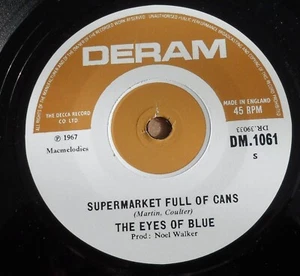 DERAM
THE DECCA RECORD
CO LTD
MADE IN ENGLAND
45 RPM
℗ 1967
Macmelodies
DR.39033
DM.1061
S
SUPERMARKET FULL OF CANS
(Martin, Coulter)
THE EYES OF BLUE
Prod: Noel Walker